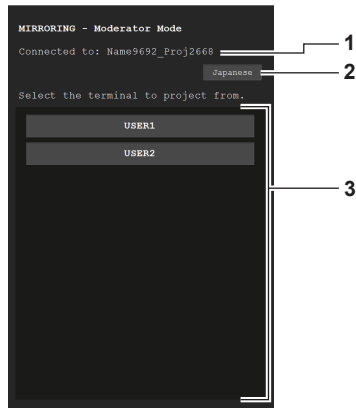 MIRRORING - Moderator Mode
Connected to: Name9692_Proj2668
1
Japanese
2
Select the terminal to project from.
USER1
USER2
3